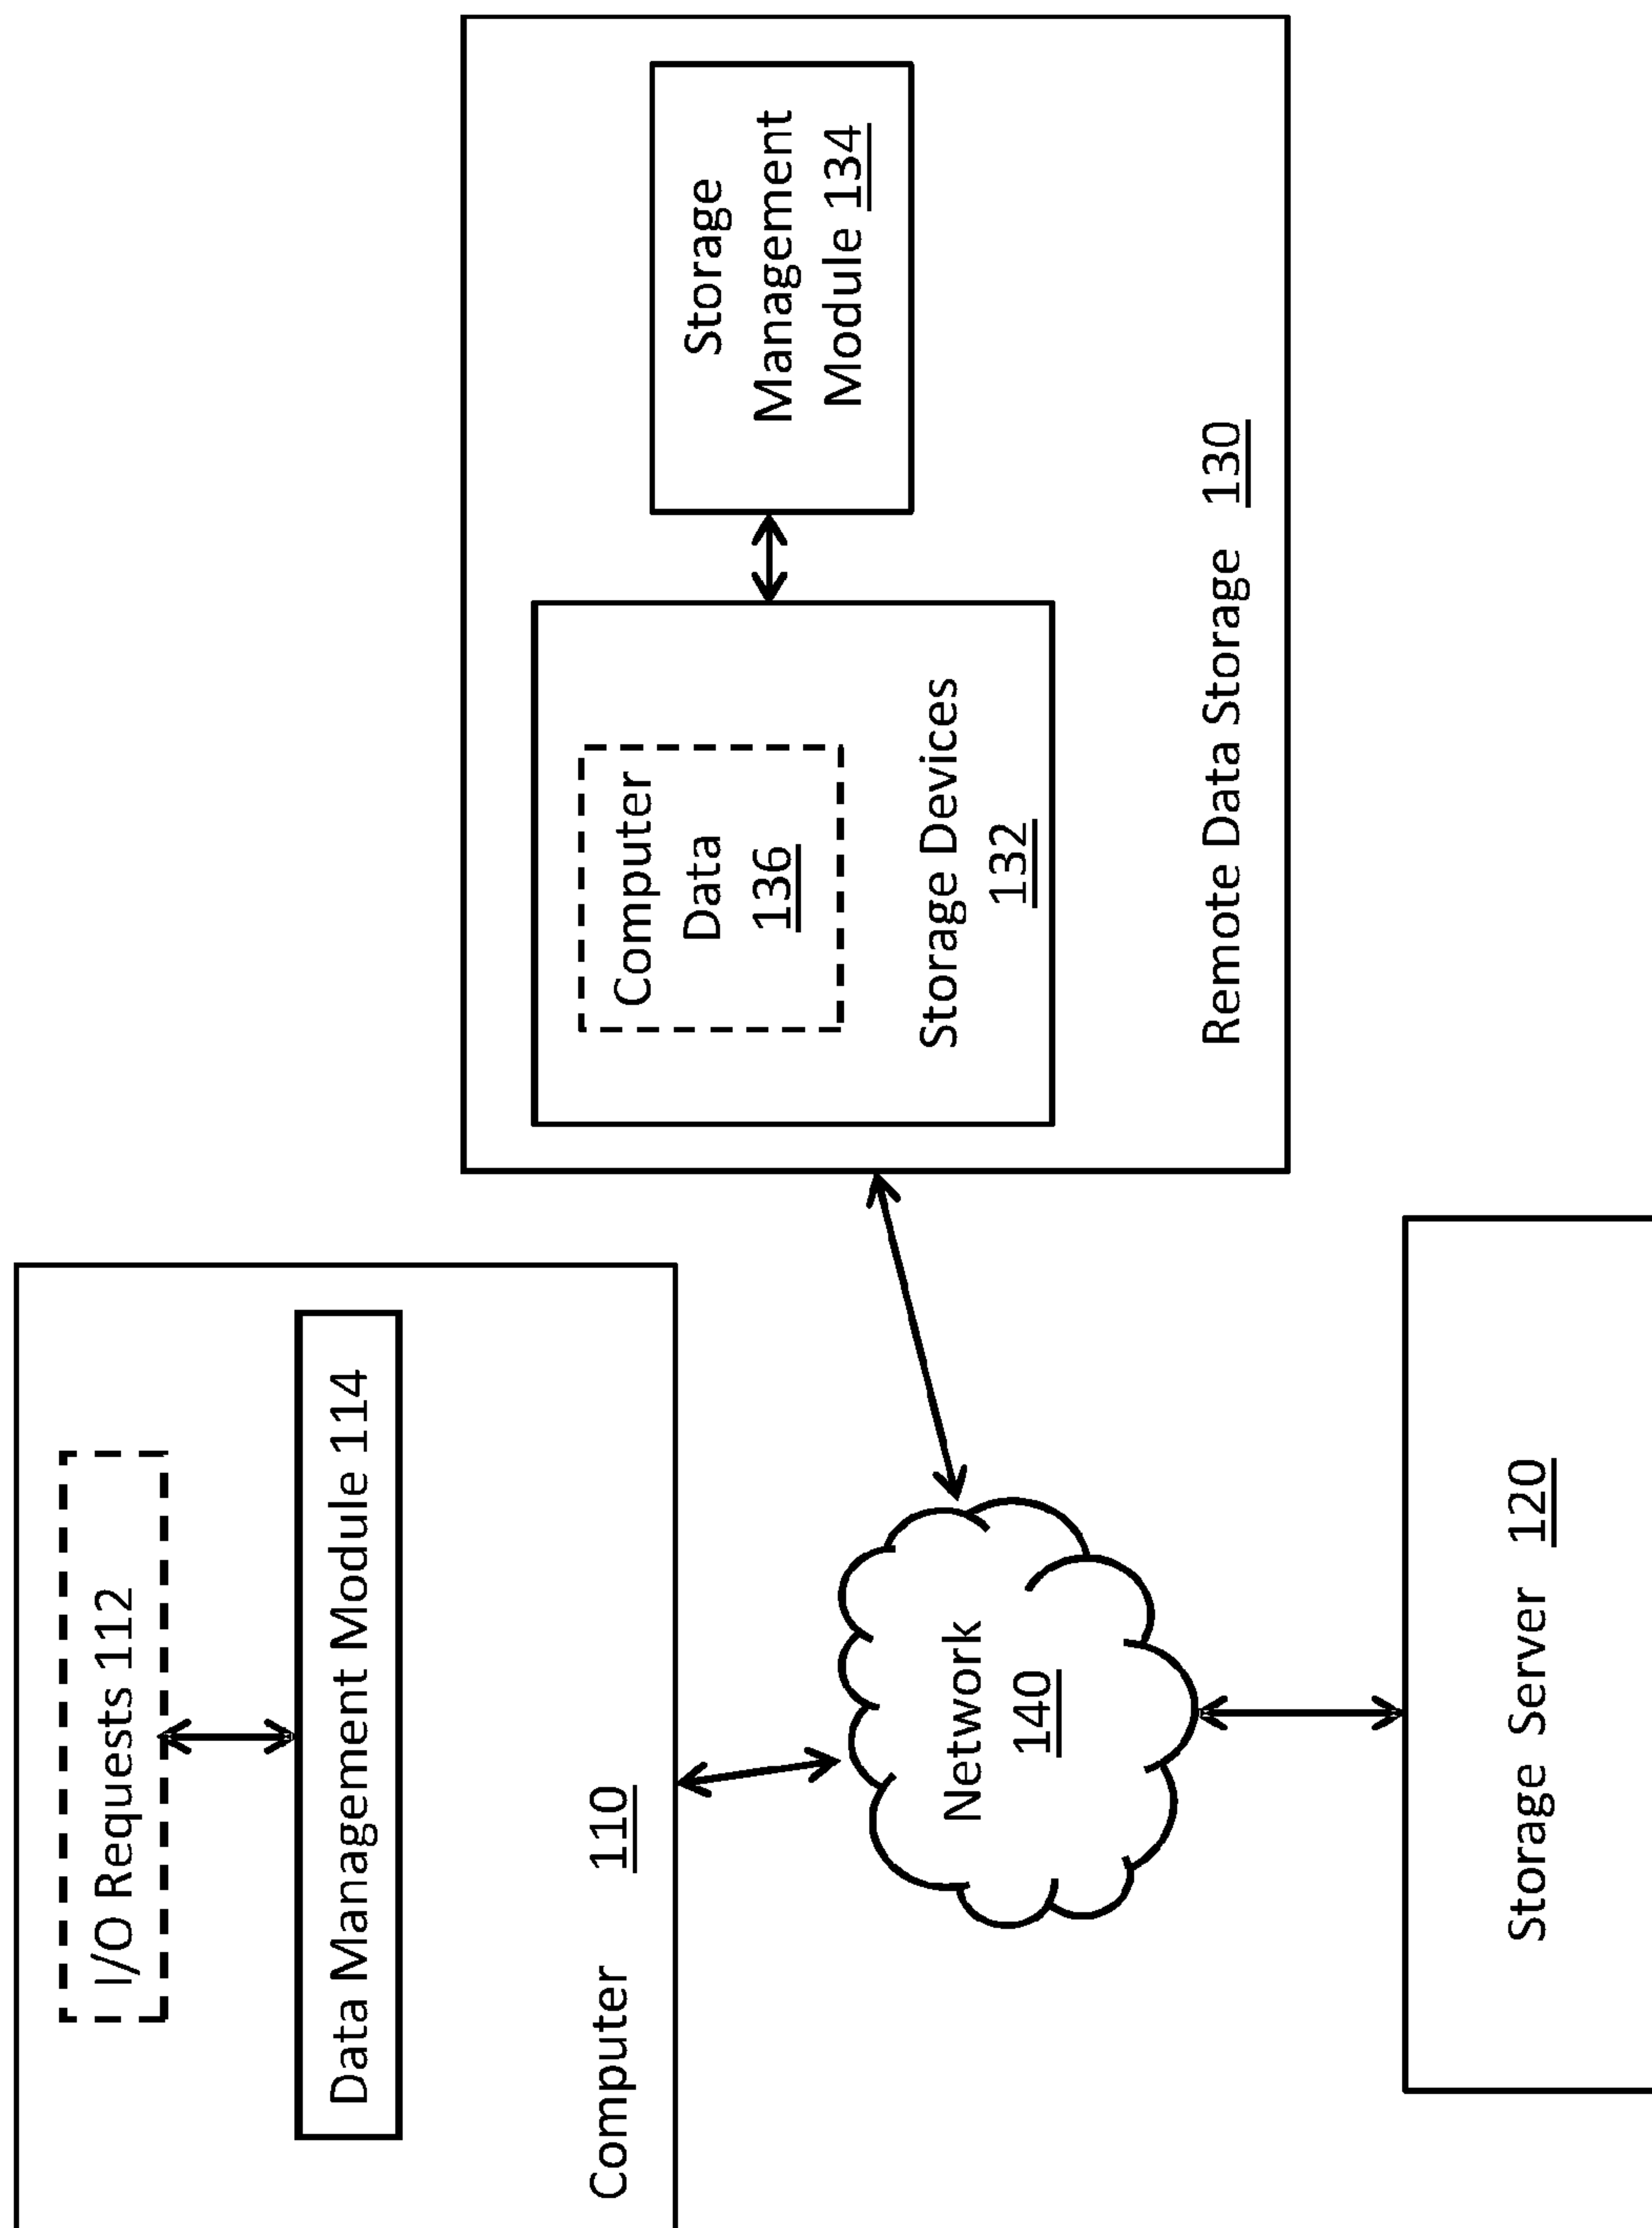 I/O Requests 112
Data Management Module 114
Computer 110
Network
140
Storage Server 120
Computer
Data
136
Storage Devices
132
Storage
Management
Module 134
Remote Data Storage 130